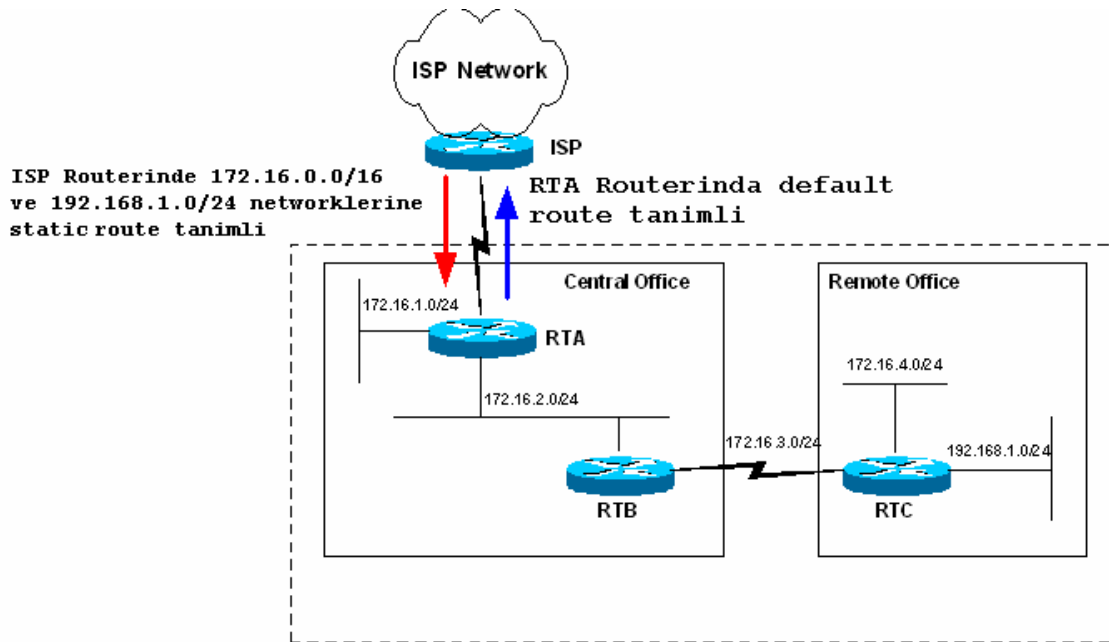 ISP Network
ISP
ISP Routerinde 172.16.0.0/16
ve 192.168.1.0/24 networklerine
static route tanimli
RTA Routerinda default
route tanimli
Central Office
Remote Office
172.16.1.0/24
RTA
172.16.4.0/24
172.16.2.0/24
172.16.3.0/24
192.168.1.0/24
RTB
RTC